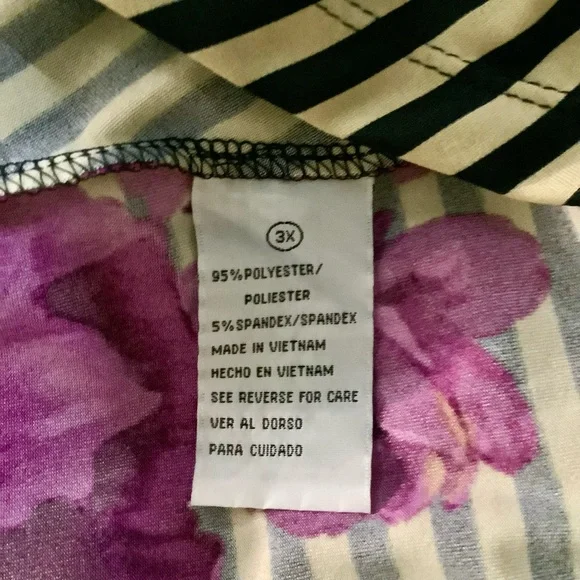 3X
95%POLYESTER/
POLIESTER
5%SPANDEX/SPANDEX
MADE IN VIETNAM
HECHO EN VIETNAM
SEE REVERSE FOR CARE
VER AL DORSO
PARA CUIDADO